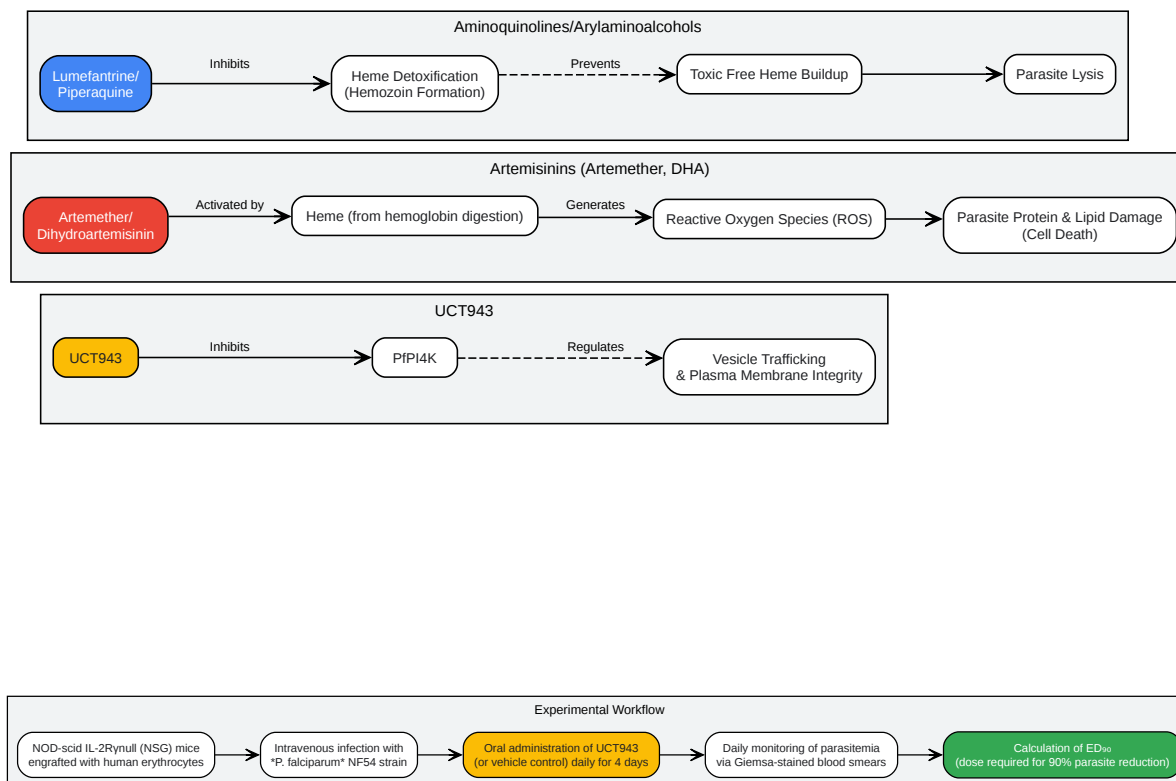 Aminoquinolines/Arylaminoalcohols
Lumefantrine/
Piperaquine
Inhibits
Heme Detoxification
(Hemozoin Formation)
Prevents
Toxic Free Heme Buildup
Parasite Lysis
Artemisinins (Artemether, DHA)
Artemether/
Dihydroartemisinin
Activated by
Heme (from hemoglobin digestion)
Generates
Reactive Oxygen Species (ROS)
Parasite Protein & Lipid Damage
(Cell Death)
UCT943
UCT943
Inhibits
PfPI4K
Regulates
Vesicle Trafficking
& Plasma Membrane Integrity
Experimental Workflow
NOD-scid IL-2Rγnull (NSG) mice
engrafted with human erythrocytes
Intravenous infection with
*P. falciparum* NF54 strain
Oral administration of UCT943
(or vehicle control) daily for 4 days
Daily monitoring of parasitemia
via Giemsa-stained blood smears
Calculation of ED₉₀
(dose required for 90% parasite reduction)